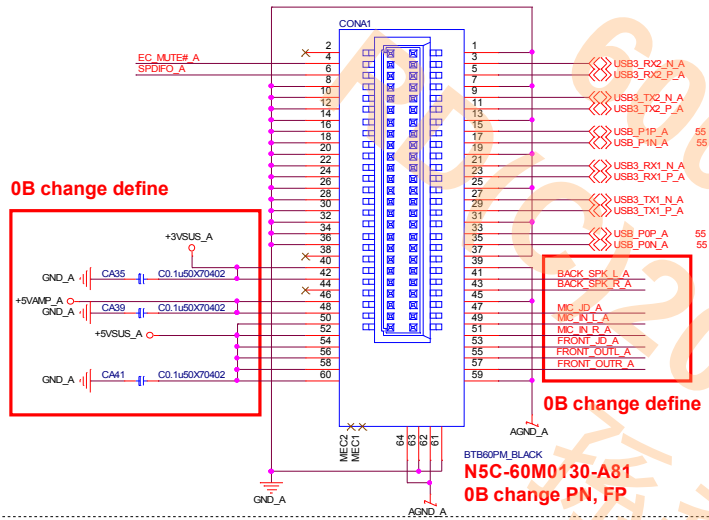 CONA1
2
4
6
8
10
12
14
16
18
20
22
24
26
28
30
32
34
36
38
40
42
44
46
48
50
52
54
56
58
60
1
3
5
7
9
11
13
15
17
19
21
23
25
27
29
31
33
35
37
39
41
43
45
47
49
51
53
55
57
59
EC_MUTE#_A
SPDIFO_A
USB3_RX2_N_A
USB3_RX2_P_A
USB3_TX2_N_A
USB3_TX2_P_A
USB_P1P_A 55
USB_P1N_A 55
USB3_RX1_N_A
USB3_RX1_P_A
USB3_TX1_N_A
USB3_TX1_P_A
USB_P0P_A 55
USB_P0N_A 55
0B change define
+3VSUS_A
GND_A CA35 C0.1u50X70402
+5VAMP_A
GND_A CA39 C0.1u50X70402
+5VSUS_A
GND_A CA41 C0.1u50X70402
BACK_SPK_L_A
BACK_SPK_R_A
MIC_JD_A
MIC_IN_L_A
MIC_IN_R_A
FRONT_JD_A
FRONT_OUTL_A
FRONT_OUTR_A
0B change define
MEC2
MEC1
64
63
62
61
AGND_A
BTB60PM_BLACK
N5C-60M0130-A81
0B change PN, FP
GND_A
AGND_A